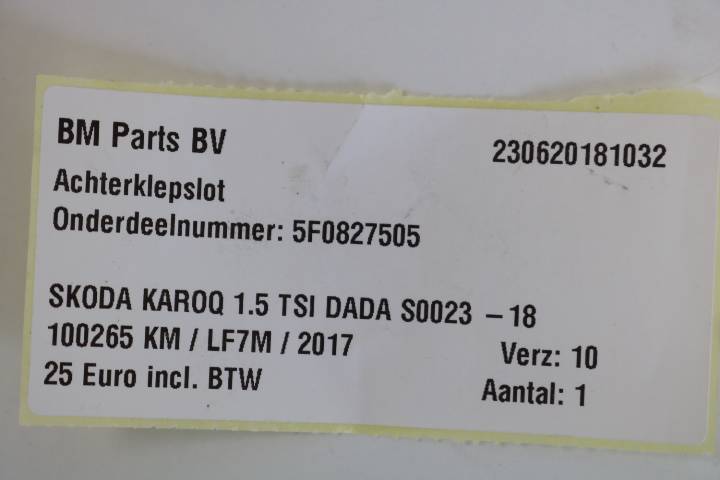 BM Parts BV 230620181032
Achterklepslot
Onderdeelnummer: 5F0827505
SKODA KAROQ 1.5 TSI DADA S0023 – 18
100265 KM / LF7M / 2017 Verz: 10
25 Euro incl. BTW Aantal: 1